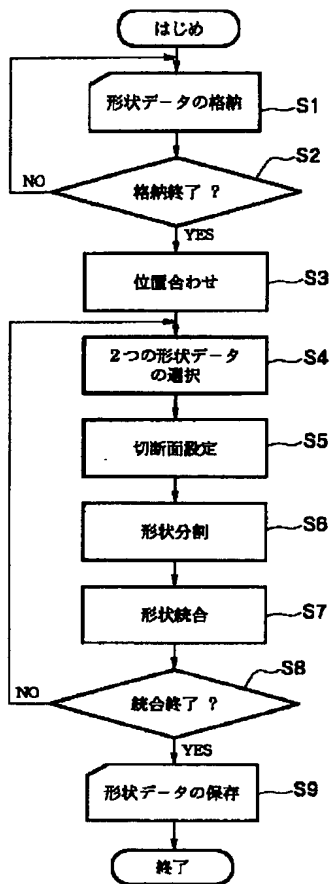 はじめ
形状データの格納
S1
S2
格納終了 ?
NO
YES
位置合わせ
S3
2つの形状データ
の選択
S4
切断面設定
S5
形状分割
S6
形状統合
S7
S8
統合終了 ?
NO
YES
形状データの保存
S9
終了